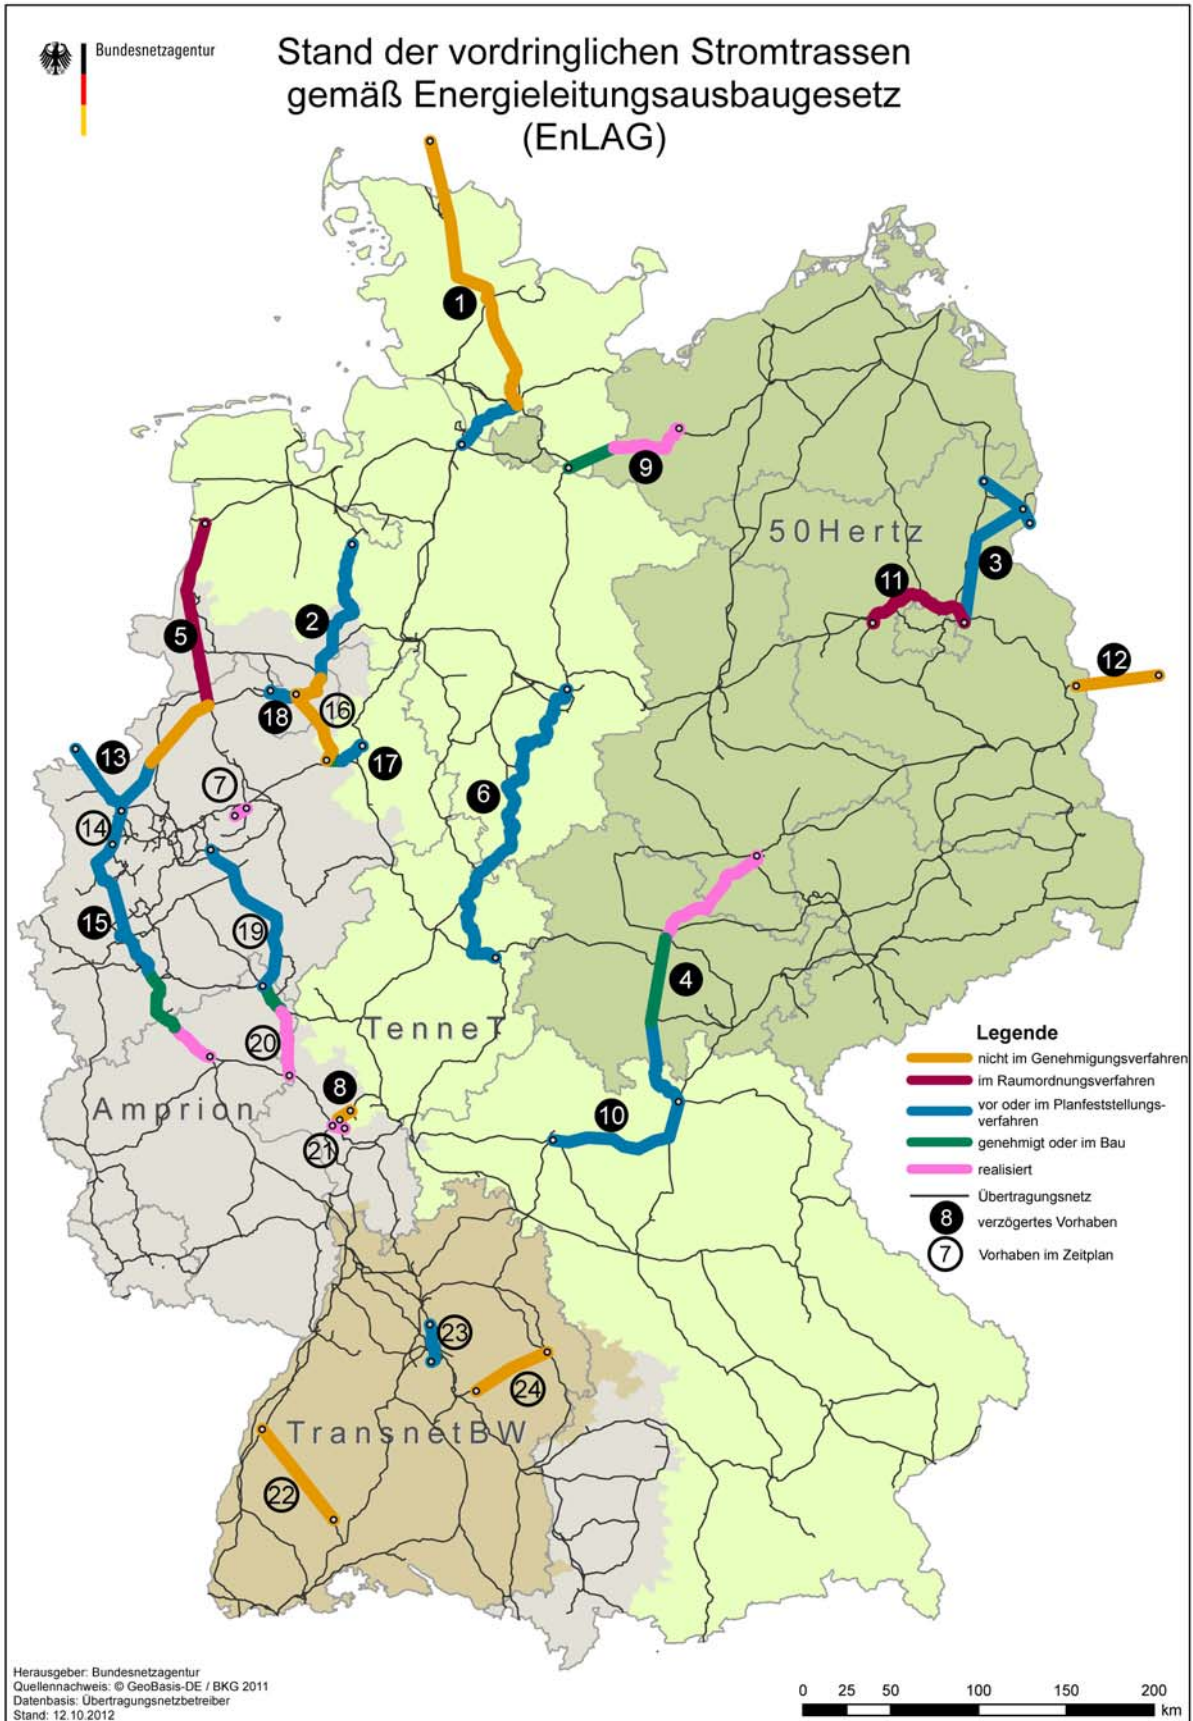 Bundesnetzagentur
Stand der vordringlichen Stromtrassen
gemäß Energieleitungsausbaugesetz
(EnLAG)
1
9
50Hertz
3
11
2
5
12
16
18
13
17
7
6
14
15
19
4
TenneT
20
8
Amprion
10
21
23
24
TransnetBW
22
Legende
nicht im Genehmigungsverfahren
im Raumordnungsverfahren
vor oder im Planfeststellungs-
verfahren
genehmigt oder im Bau
realisiert
Übertragungsnetz
8 verzögertes Vorhaben
7 Vorhaben im Zeitplan
Herausgeber: Bundesnetzagentur
Quellennachweis: © GeoBasis-DE / BKG 2011
Datenbasis: Übertragungsnetzbetreiber
Stand: 12.10.2012
0 25 50 100 150 200
km